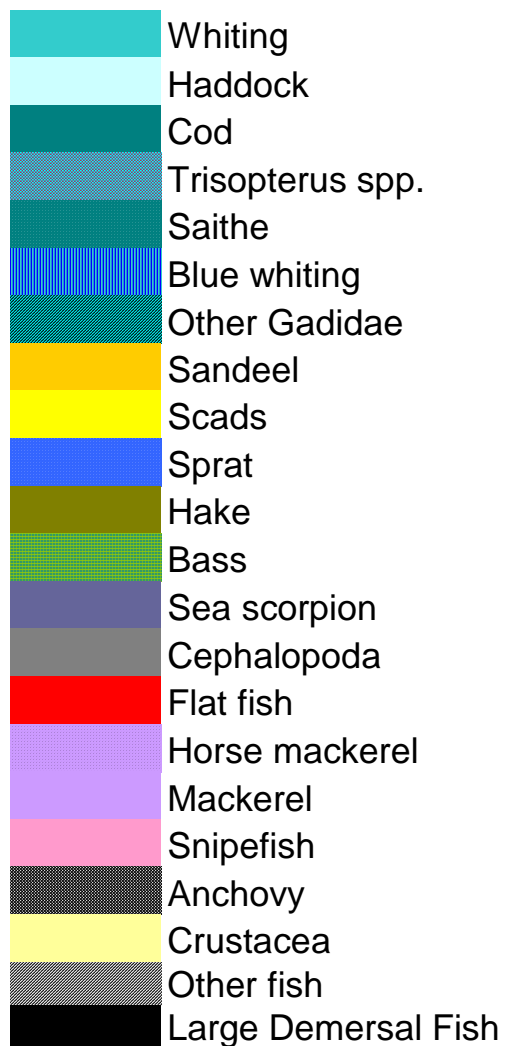 Whiting
Haddock
Cod
Trisopterus spp.
Saithe
Blue whiting
Other Gadidae
Sandeel
Scads
Sprat
Hake
Bass
Sea scorpion
Cephalopoda
Flat fish
Horse mackerel
Mackerel
Snipefish
Anchovy
Crustacea
Other fish
Large Demersal Fish